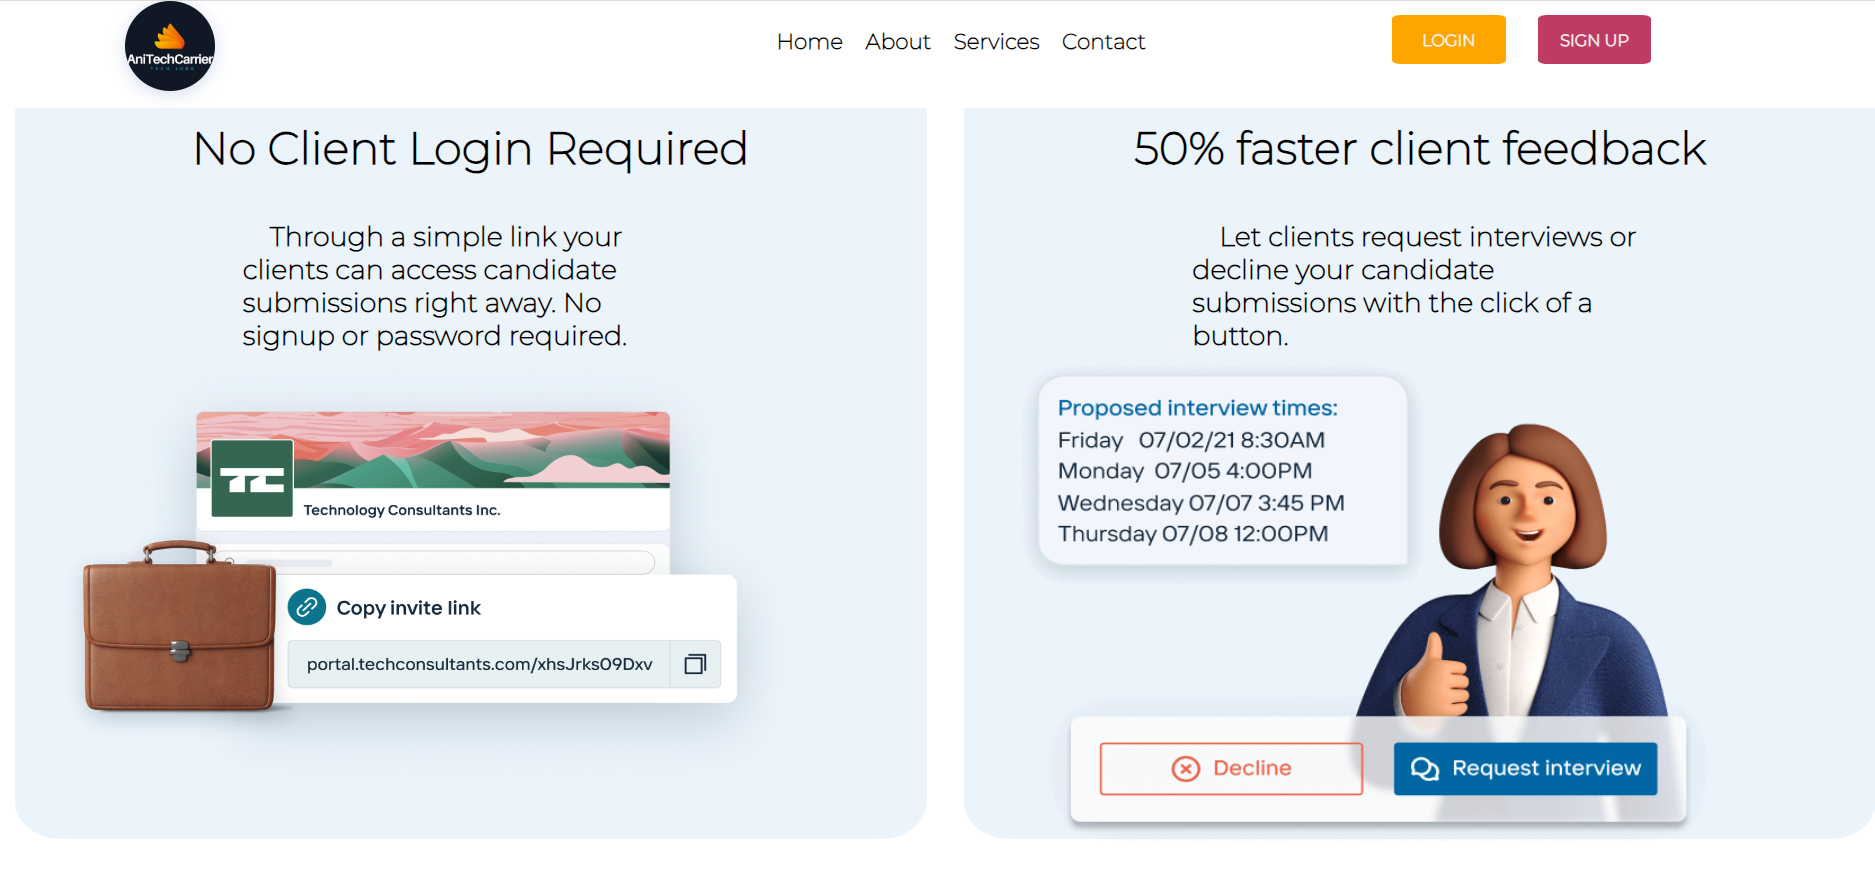 AniTechCarrier
TECH JOBS
Home About Services Contact
LOGIN
SIGN UP
No Client Login Required
Through a simple link your
clients can access candidate
submissions right away. No
signup or password required.
TC
Technology Consultants Inc.
Copy invite link
portal.techconsultants.com/xhsJrks09Dxv
50% faster client feedback
Let clients request interviews or
decline your candidate
submissions with the click of a
button.
Proposed interview times:
Friday 07/02/21 8:30AM
Monday 07/05 4:00PM
Wednesday 07/07 3:45 PM
Thursday 07/08 12:00PM
Decline
Request interview